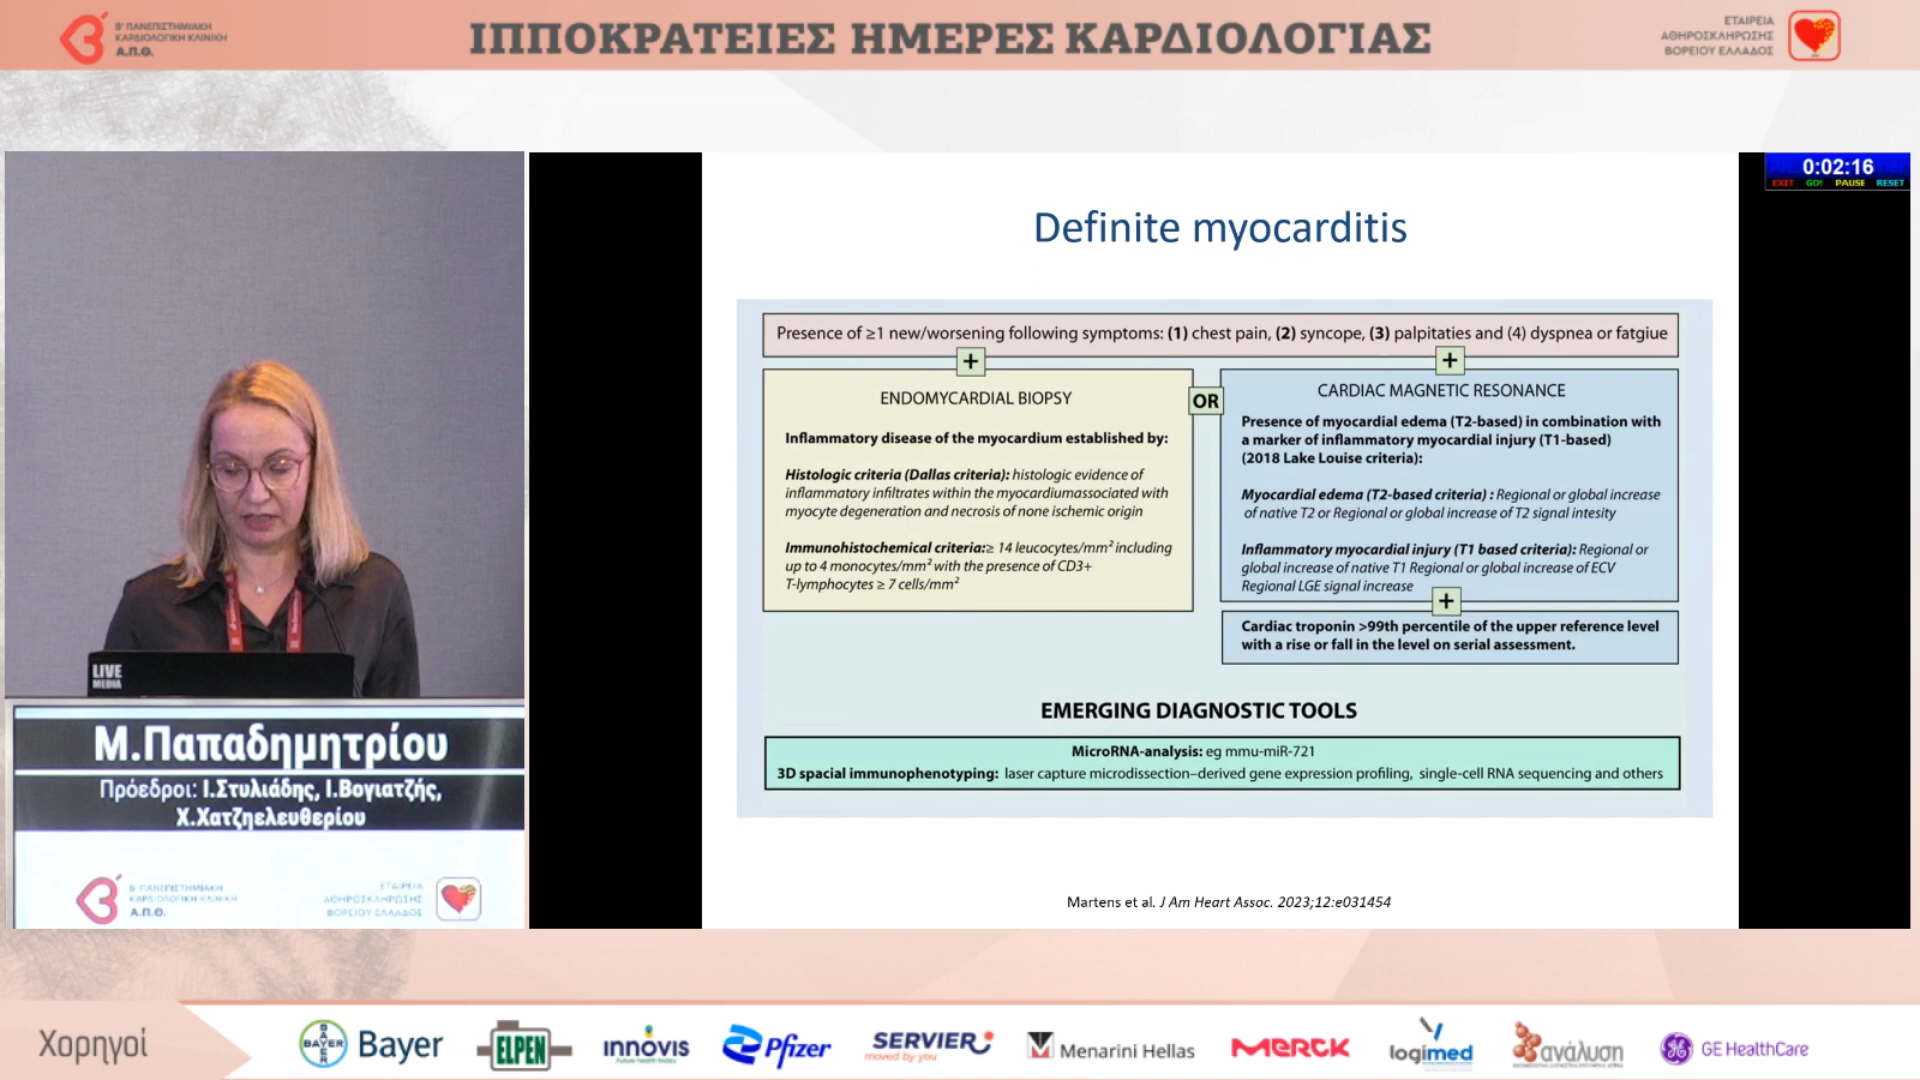 Β' ΠΑΝΕΠΙΣΤΗΜΙΑΚΗ
ΚΑΡΔΙΟΛΟΓΙΚΗ ΚΛΙΝΙΚΗ
Α.Π.Θ.
ΙΠΠΟΚΡΑΤΕΙΕΣ ΗΜΕΡΕΣ ΚΑΡΔΙΟΛΟΓΙΑΣ
ΕΤΑΙΡΕΙΑ
ΑΘΗΡΟΣΚΛΗΡΩΣΗΣ
ΒΟΡΕΙΟΥ ΕΛΛΑΔΟΣ
0:02:16
EXIT GO! PAUSE RESET
Definite myocarditis
Presence of ≥1 new/worsening following symptoms: (1) chest pain, (2) syncope, (3) palpitaties and (4) dyspnea or fatgiue
+
+
ENDOMYCARDIAL BIOPSY
Inflammatory disease of the myocardium established by:
Histologic criteria (Dallas criteria): histologic evidence of
inflammatory infiltrates within the myocardiumassociated with
myocyte degeneration and necrosis of none ischemic origin
Immunohistochemical criteria:≥ 14 leucocytes/mm² including
up to 4 monocytes/mm² with the presence of CD3+
T-lymphocytes ≥ 7 cells/mm²
OR
CARDIAC MAGNETIC RESONANCE
Presence of myocardial edema (T2-based) in combination with
a marker of inflammatory myocardial injury (T1-based)
(2018 Lake Louise criteria):
Myocardial edema (T2-based criteria) : Regional or global increase
of native T2 or Regional or global increase of T2 signal intesity
Inflammatory myocardial injury (T1 based criteria): Regional or
global increase of native T1 Regional or global increase of ECV
Regional LGE signal increase
+
Cardiac troponin >99th percentile of the upper reference level
with a rise or fall in the level on serial assessment.
EMERGING DIAGNOSTIC TOOLS
MicroRNA-analysis: eg mmu-miR-721
3D spacial immunophenotyping: laser capture microdissection–derived gene expression profiling, single-cell RNA sequencing and others
Martens et al. J Am Heart Assoc. 2023;12:e031454
LIVE
MEDIA
Μ.Παπαδημητρίου
Πρόεδροι: Ι.Στυλιάδης, Ι.Βογιατζής,
Χ.Χατζηελευθερίου
Β' ΠΑΝΕΠΙΣΤΗΜΙΑΚΗ
ΚΑΡΔΙΟΛΟΓΙΚΗ ΚΛΙΝΙΚΗ
Α.Π.Θ.
ΕΤΑΙΡΕΙΑ
ΑΘΗΡΟΣΚΛΗΡΩΣΗΣ
ΒΟΡΕΙΟΥ ΕΛΛΑΔΟΣ
Χορηγοί
BAYER
BAYER
Bayer
ELPEN
innovis
Future health today
Pfizer
SERVIER
moved by you
Menarini Hellas
MERCK
logimed
ανάλυση
GE HealthCare